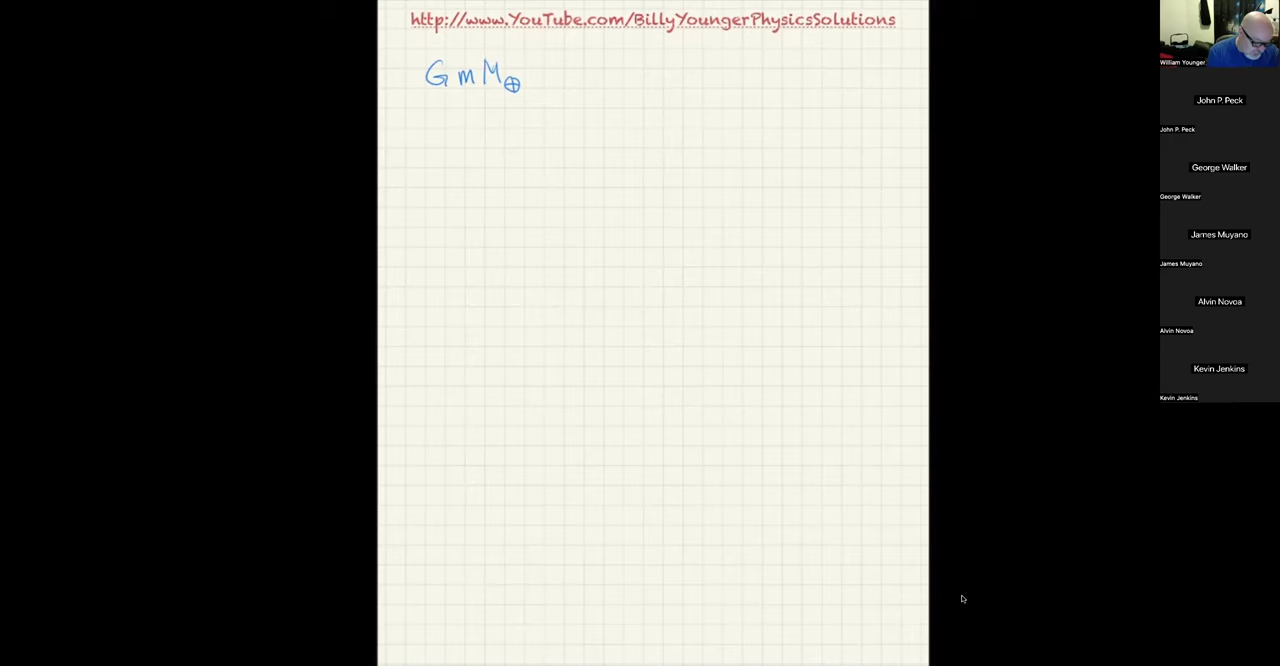 http://www.YouTube.com/BillyYoungerPhysicsSolutions
G m M⊕
William Younger
John P. Peck
John P. Peck
George Walker
George Walker
James Muyano
James Muyano
Alvin Novoa
Alvin Novoa
Kevin Jenkins
Kevin Jenkins